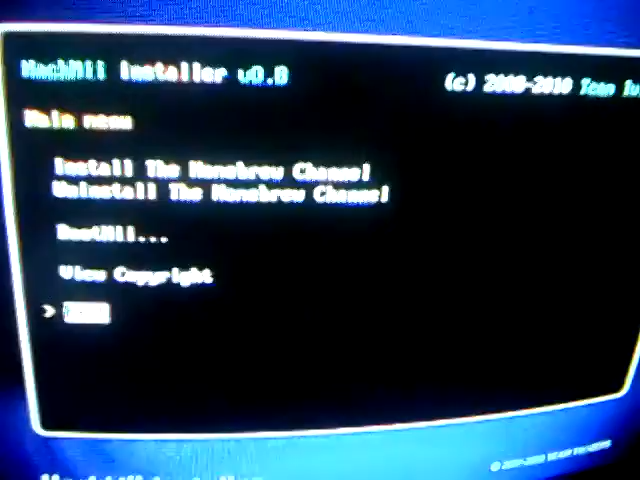 HackMii Installer v0.8
(c) 2008-2010 Team Tw
Main menu
Install The Homebrew Channel
Uninstall The Homebrew Channel
BootMii...
View Copyright
>